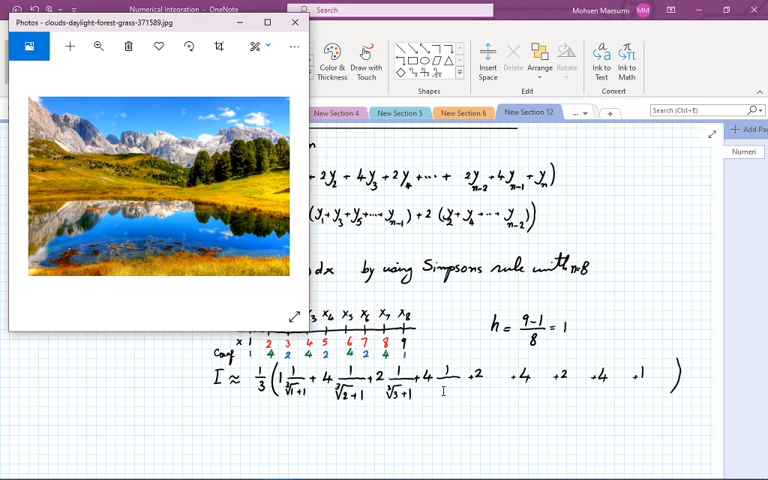 Numerical Integration - OneNote
Mohsen Maesumi MM
Photos - clouds-daylight-forest-grass-371589.jpg
Color & Thickness
Draw with Touch
Shapes
Insert Space
Delete
Arrange
Rotate
Edit
Ink to Text
Ink to Math
Convert
New Section 4
New Section 5
New Section 6
New Section 12
Search (Ctrl+E)
Add Pag
Numeri
n
+ 2y₂ + 4y₃ + 2y₄ + ... + 2yₙ₋₂ + 4yₙ₋₁ + yₙ)
(y₁+y₃+y₅+...+yₙ₋₁) + 2 (y₂+y₄+...+yₙ₋₂))
dx by using Simpsons rule with n=8
x₃ x₄ x₅ x₆ x₇ x₈
h = (9-1)/8 = 1
x 1 2 3 4 5 6 7 8 9
Coef 1 4 2 4 2 4 2 4 1
I ≈ 1/3 ( 1 1/(∛1+1) + 4 1/(∛2+1) + 2 1/(∛3+1) + 4 1/ +2 +4 +2 +4 +1 )